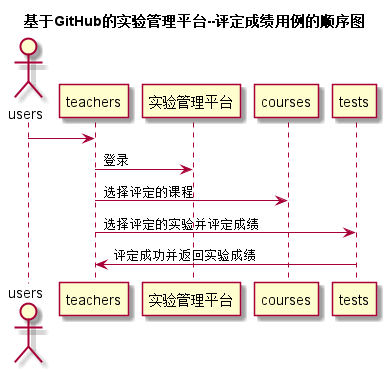 基于GitHub的实验管理平台--评定成绩用例的顺序图
users
teachers
实验管理平台
courses
tests
登录
选择评定的课程
选择评定的实验并评定成绩
评定成功并返回实验成绩
users
teachers
实验管理平台
courses
tests